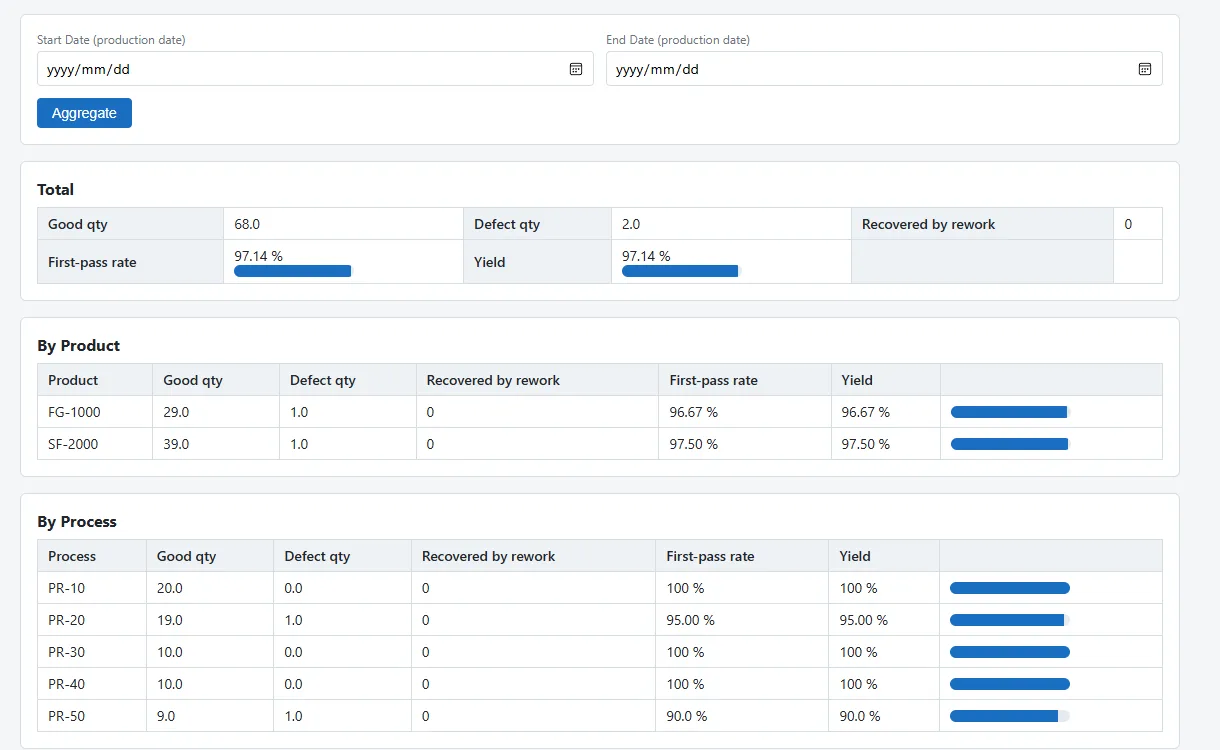 Start Date (production date) End Date (production date)
yyyy/mm/dd yyyy/mm/dd
Aggregate
Total
Good qty 68.0 Defect qty 2.0 Recovered by rework 0
First-pass rate 97.14 % Yield 97.14 %
By Product
Product Good qty Defect qty Recovered by rework First-pass rate Yield
FG-1000 29.0 1.0 0 96.67 % 96.67 %
SF-2000 39.0 1.0 0 97.50 % 97.50 %
By Process
Process Good qty Defect qty Recovered by rework First-pass rate Yield
PR-10 20.0 0.0 0 100 % 100 %
PR-20 19.0 1.0 0 95.00 % 95.00 %
PR-30 10.0 0.0 0 100 % 100 %
PR-40 10.0 0.0 0 100 % 100 %
PR-50 9.0 1.0 0 90.0 % 90.0 %